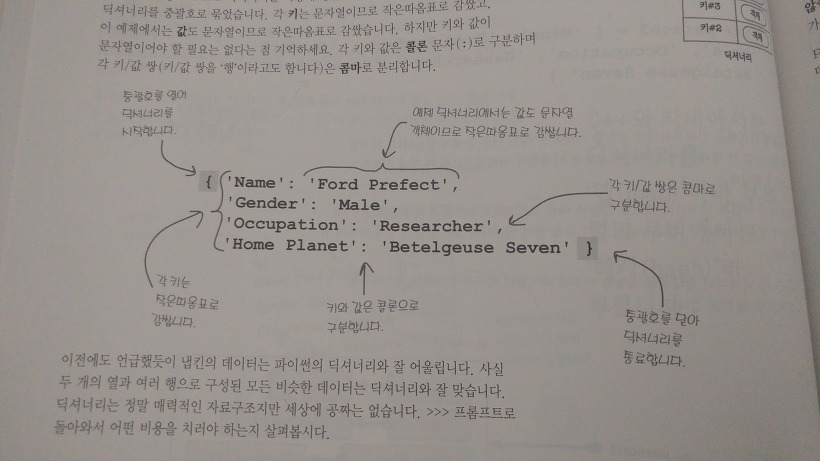 딕셔너리를 중괄호로 묶었습니다. 각 키는 문자열이므로 작은따옴표로 감쌌고,
이 예제에서는 값도 문자열이므로 작은따옴표로 감쌌습니다. 하지만 키와 값이
문자열이어야 할 필요는 없다는 점 기억하세요. 각 키와 값은 콜론 문자(:)로 구분하며
각 키/값 쌍(키/값 쌍을 '행'이라고도 합니다)은 콤마로 분리합니다.
키#3
객체
키#2
객체
딕셔너리
중괄호를 열어
딕셔너리를
시작합니다.
예제 딕셔너리에서는 값도 문자열
객체이므로 작은따옴표로 감쌉니다.
{ 'Name': 'Ford Prefect',
'Gender': 'Male',
'Occupation': 'Researcher',
'Home Planet': 'Betelgeuse Seven' }
각 키/값 쌍은 콤마로
구분합니다.
각 키는
작은따옴표로
감쌉니다.
키와 값은 콜론으로
구분합니다.
중괄호를 닫아
딕셔너리를
종료합니다.
이전에도 언급했듯이 냅킨의 데이터는 파이썬의 딕셔너리와 잘 어울립니다. 사실
두 개의 열과 여러 행으로 구성된 모든 비슷한 데이터는 딕셔너리와 잘 맞습니다.
딕셔너리는 정말 매력적인 자료구조지만 세상에 공짜는 없습니다. >>> 프롬프트로
돌아와서 어떤 비용을 치러야 하는지 살펴봅시다.